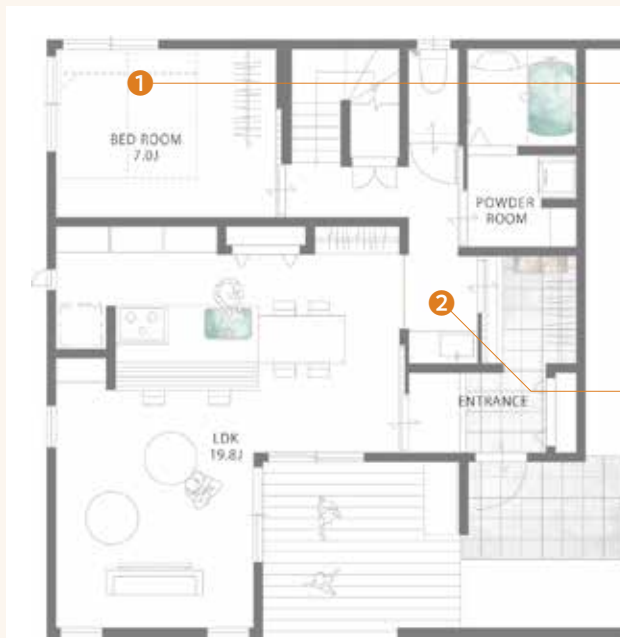 1
BED ROOM
7.0J
POWDER
ROOM
2
ENTRANCE
LDK
19.8J